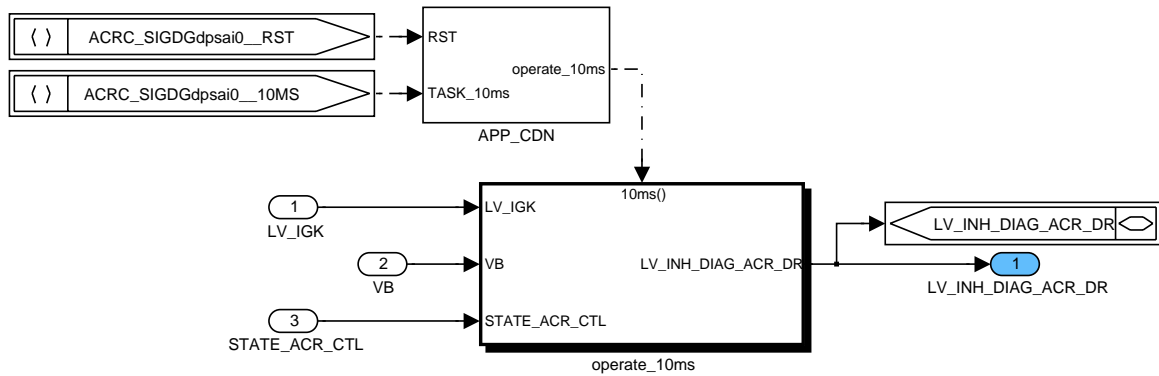 ⟨ ⟩ ACRC_SIGDGdpsai0__RST
RST
operate_10ms
⟨ ⟩ ACRC_SIGDGdpsai0__10MS
TASK_10ms
APP_CDN
10ms()
1
LV_IGK
LV_IGK
LV_INH_DIAG_ACR_DR
2
VB
VB
LV_INH_DIAG_ACR_DR
1
LV_INH_DIAG_ACR_DR
3
STATE_ACR_CTL
STATE_ACR_CTL
operate_10ms